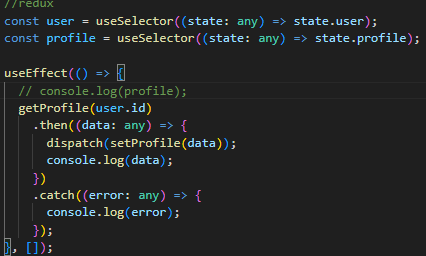 //redux
const user = useSelector((state: any) => state.user);
const profile = useSelector((state: any) => state.profile);
useEffect(() => {
// console.log(profile);
getProfile(user.id)
.then((data: any) => {
dispatch(setProfile(data));
console.log(data);
})
.catch((error: any) => {
console.log(error);
});
}, []);